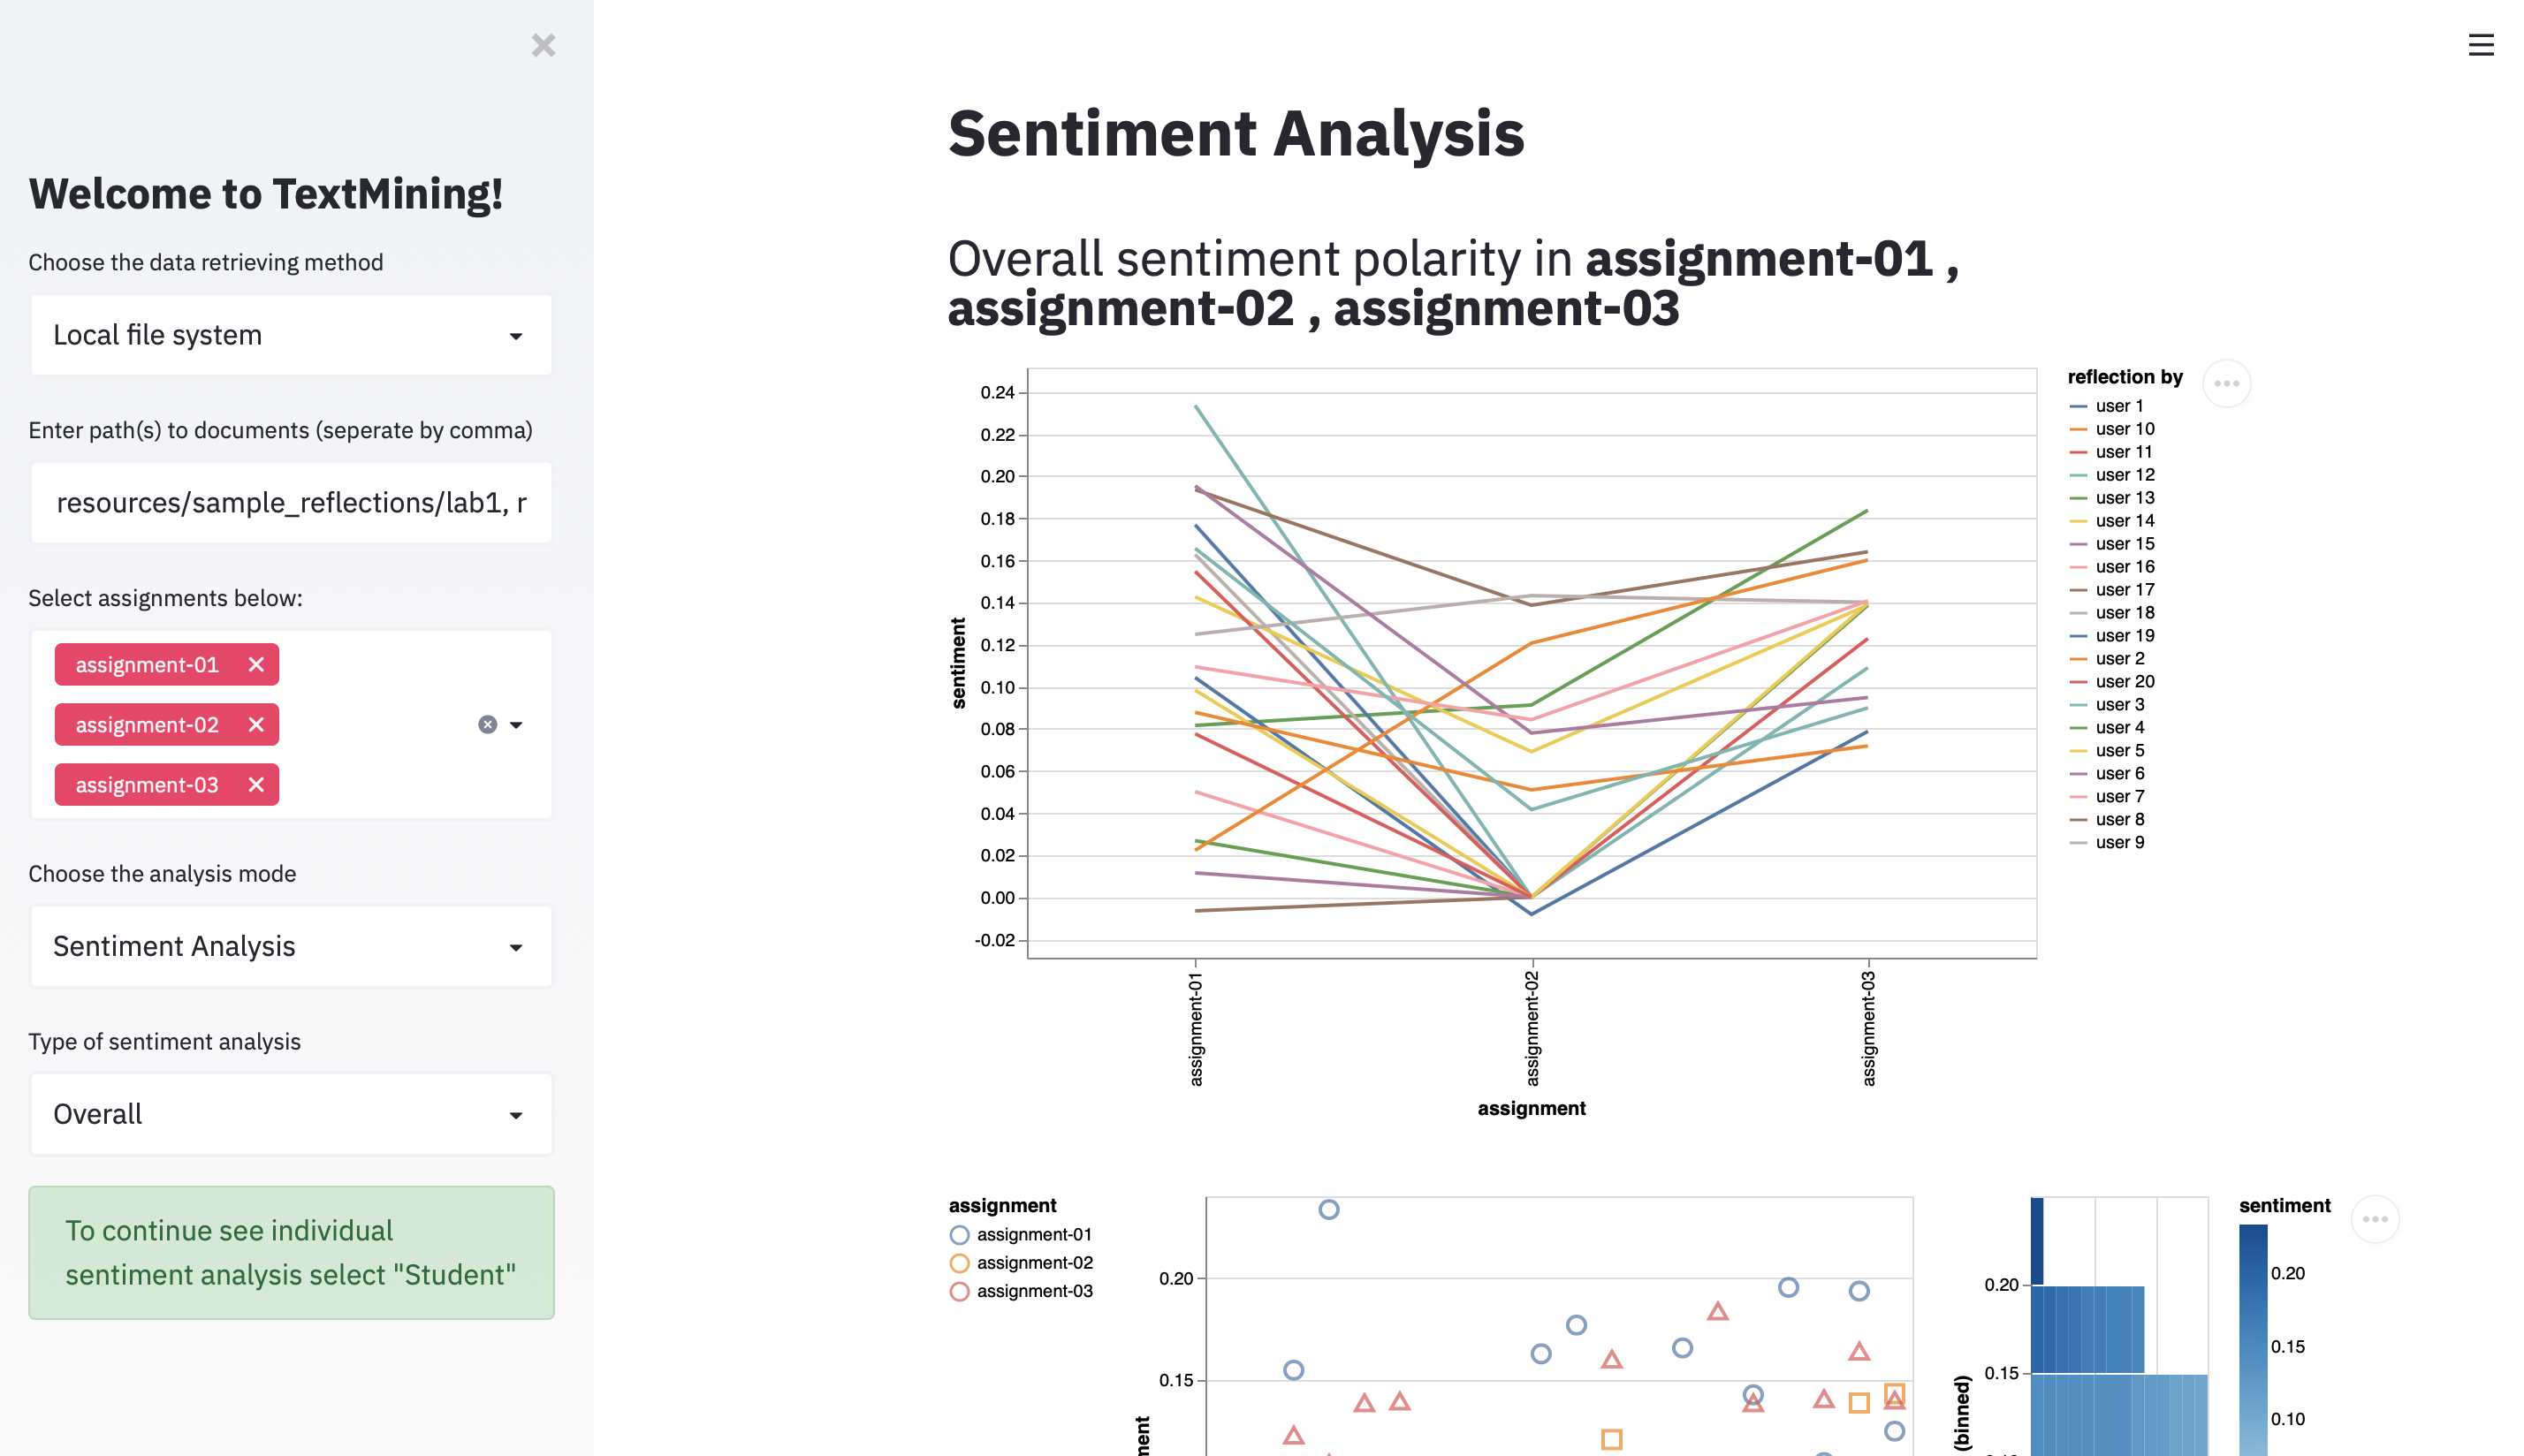 Welcome to TextMining!
Choose the data retrieving method
Local file system
Enter path(s) to documents (seperate by comma)
resources/sample_reflections/lab1, r
Select assignments below:
assignment-01
assignment-02
assignment-03
Choose the analysis mode
Sentiment Analysis
Type of sentiment analysis
Overall
To continue see individual
sentiment analysis select "Student"
Sentiment Analysis
Overall sentiment polarity in assignment-01 ,
assignment-02 , assignment-03
sentiment
0.24
0.22
0.20
0.18
0.16
0.14
0.12
0.10
0.08
0.06
0.04
0.02
0.00
-0.02
assignment-01
assignment-02
assignment-03
assignment
reflection by
user 1
user 10
user 11
user 12
user 13
user 14
user 15
user 16
user 17
user 18
user 19
user 2
user 20
user 3
user 4
user 5
user 6
user 7
user 8
user 9
assignment
assignment-01
assignment-02
assignment-03
0.20
0.15
0.20
0.15
(binned)
sentiment
0.20
0.15
0.10